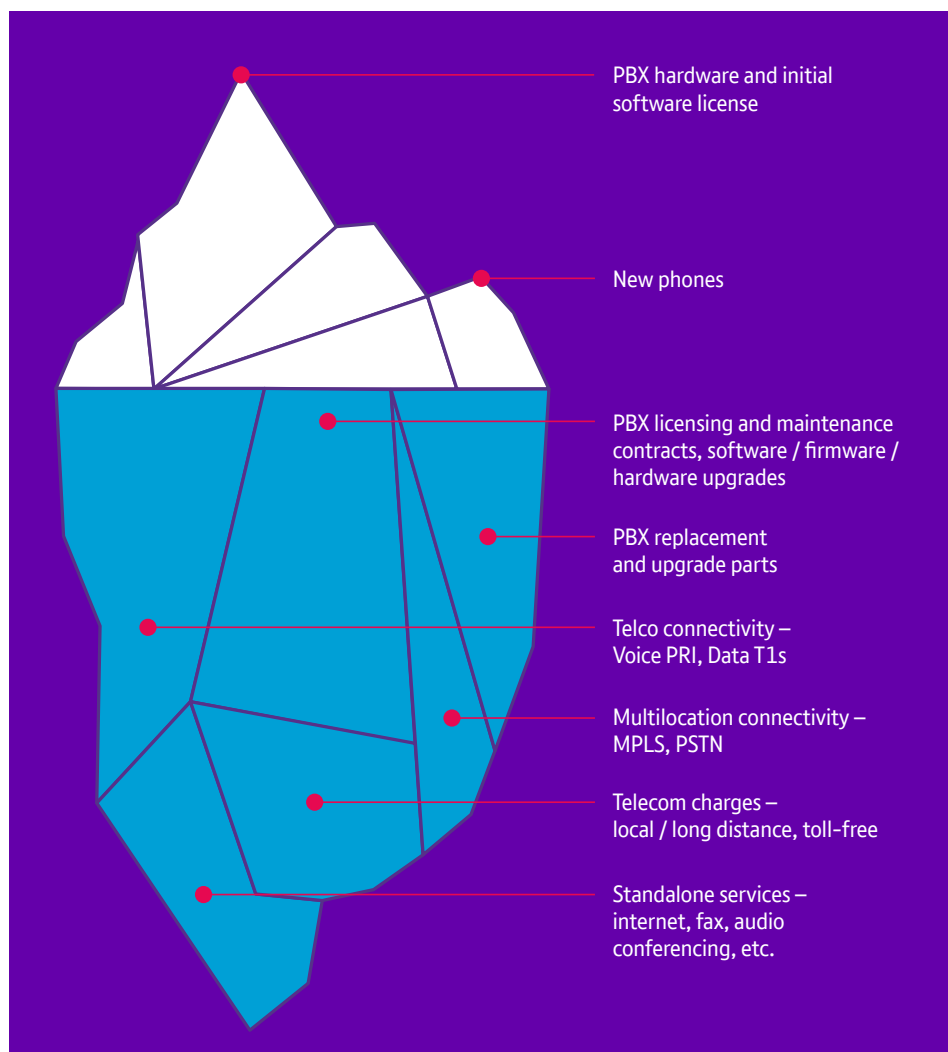 PBX hardware and initial
software license
New phones
PBX licensing and maintenance
contracts, software / firmware /
hardware upgrades
PBX replacement
and upgrade parts
Telco connectivity –
Voice PRI, Data T1s
Multilocation connectivity –
MPLS, PSTN
Telecom charges –
local / long distance, toll-free
Standalone services –
internet, fax, audio
conferencing, etc.